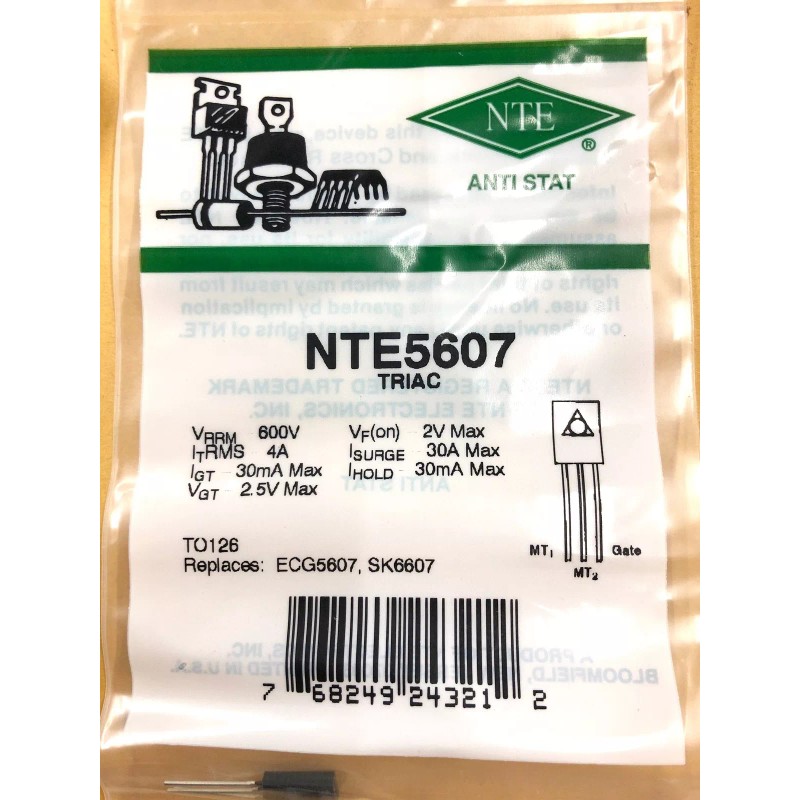 NTE
®
ANTI STAT
NTE5607
TRIAC
VRRM 600V VF(on) 2V Max
ITRMS 4A ISURGE 30A Max
IGT 30mA Max IHOLD 30mA Max
VGT 2.5V Max
TO126
Replaces: ECG5607, SK6607
MT1 Gate
MT2
7 68249 24321 2